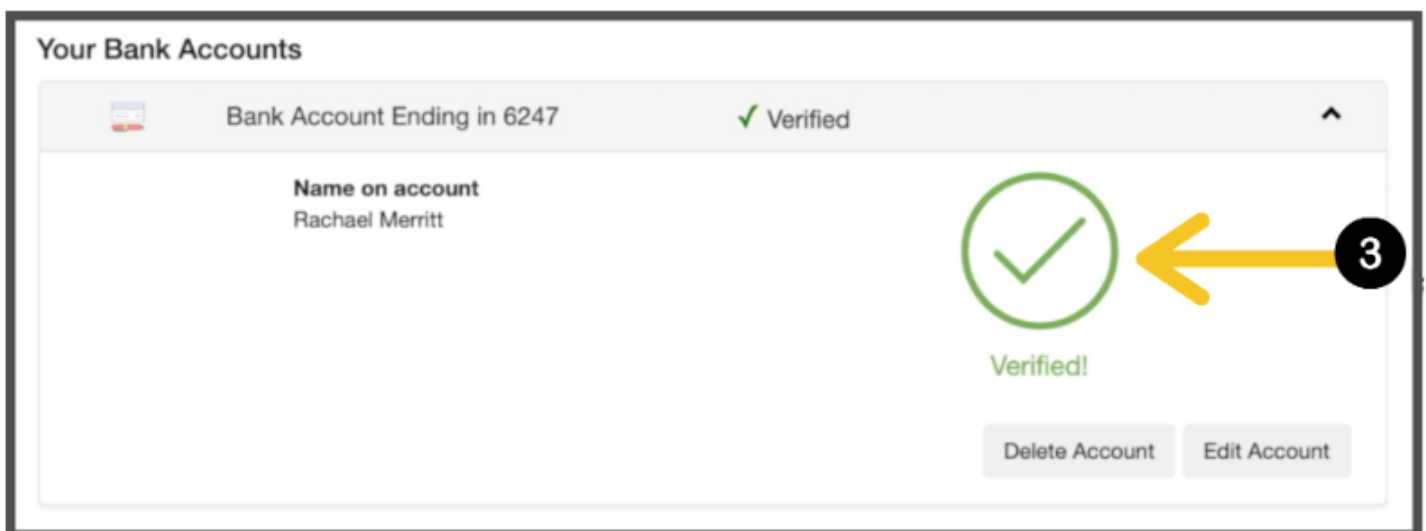 Your Bank Accounts
Bank Account Ending in 6247 Verified
Name on account
Rachael Merritt
3
Verified!
Delete Account Edit Account